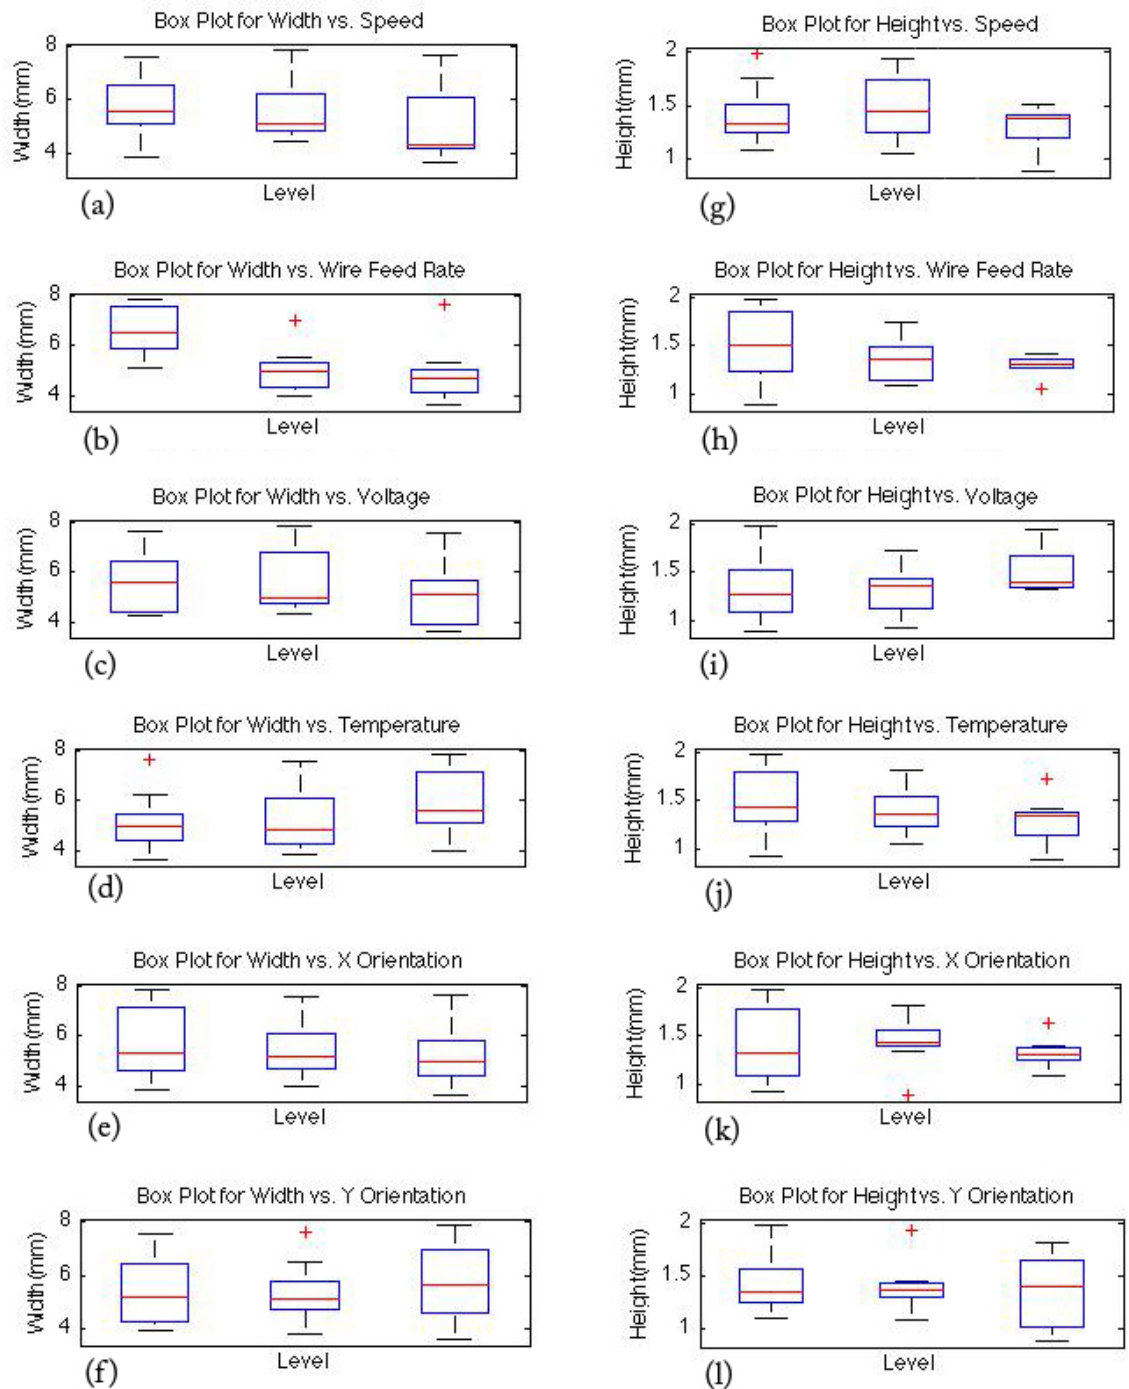 Box Plot for Width vs. Speed
8
6
4
Width (mm)
Level
(a)
Box Plot for Height vs. Speed
2
1.5
1
Height(mm)
Level
(g)
Box Plot for Width vs. Wire Feed Rate
8
6
4
Width (mm)
Level
(b)
Box Plot for Height vs. Wire Feed Rate
2
1.5
1
Height(mm)
Level
(h)
Box Plot for Width vs. Voltage
8
6
4
Width (mm)
Level
(c)
Box Plot for Height vs. Voltage
2
1.5
1
Height(mm)
Level
(i)
Box Plot for Width vs. Temperature
8
6
4
Width (mm)
Level
(d)
Box Plot for Height vs. Temperature
2
1.5
1
Height(mm)
Level
(j)
Box Plot for Width vs. X Orientation
8
6
4
Width (mm)
Level
(e)
Box Plot for Height vs. X Orientation
2
1.5
1
Height(mm)
Level
(k)
Box Plot for Width vs. Y Orientation
8
6
4
Width (mm)
Level
(f)
Box Plot for Height vs. Y Orientation
2
1.5
1
Height(mm)
Level
(l)